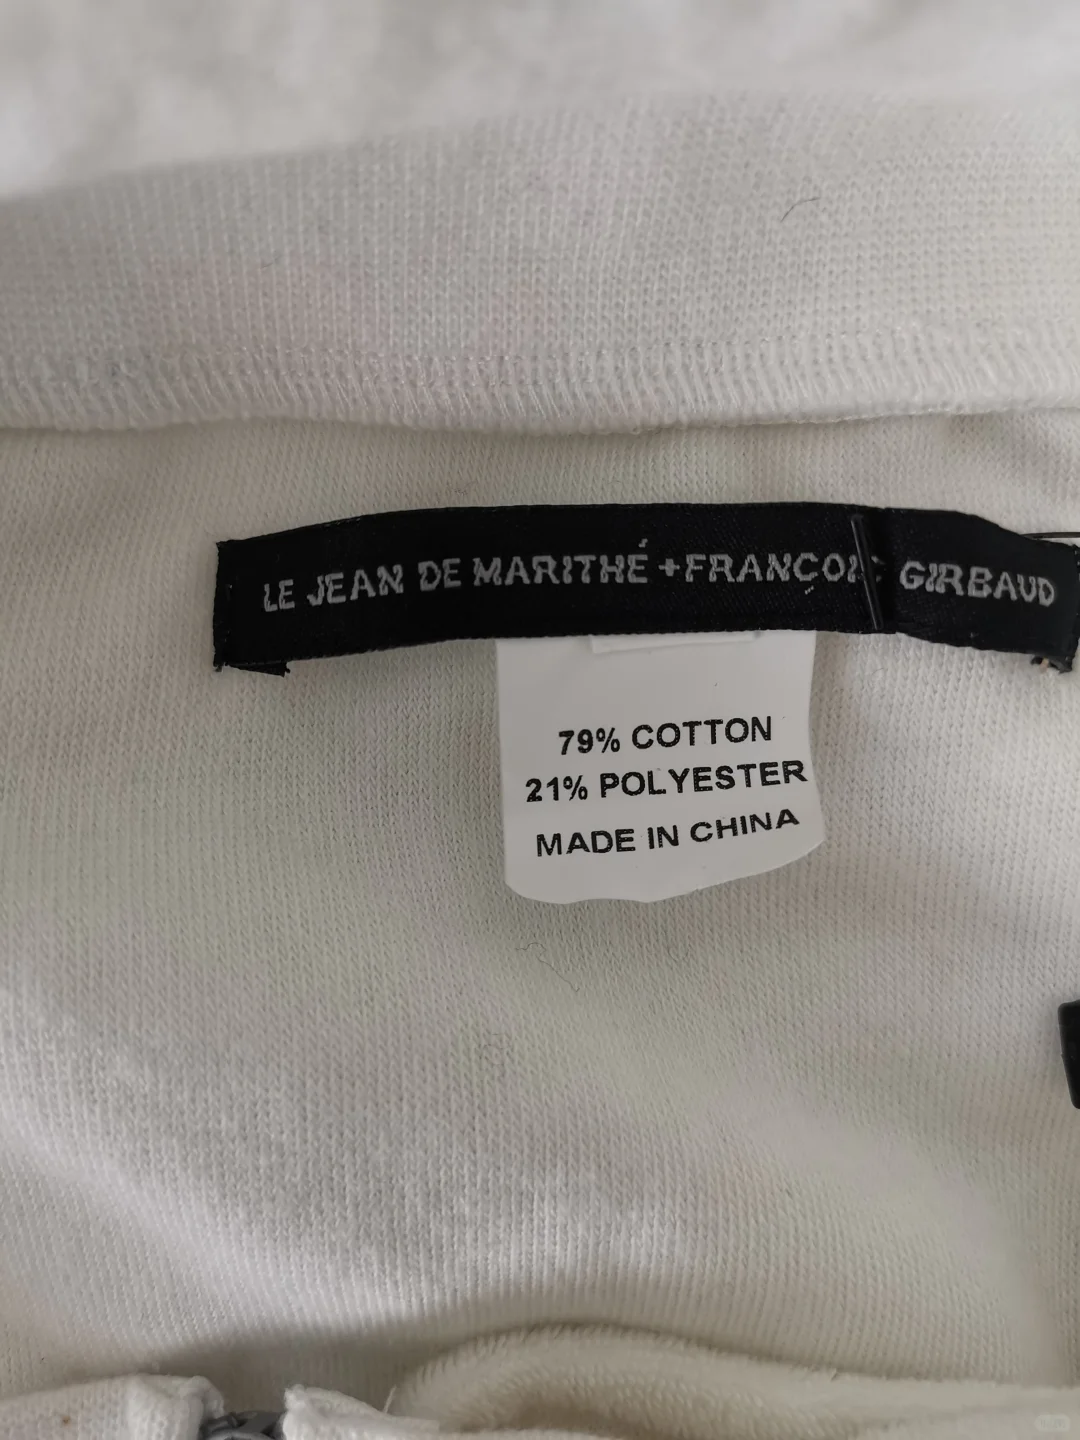 LE JEAN DE MARITHÉ +FRANÇOIS GIRBAUD
79% COTTON
21% POLYESTER
MADE IN CHINA